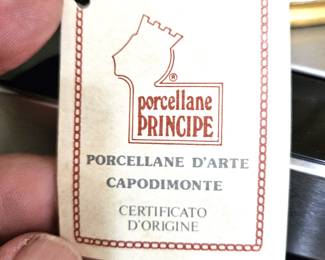 ®
porcellane
PRINCIPE
PORCELLANE D'ARTE
CAPODIMONTE
CERTIFICATO
D'ORIGINE